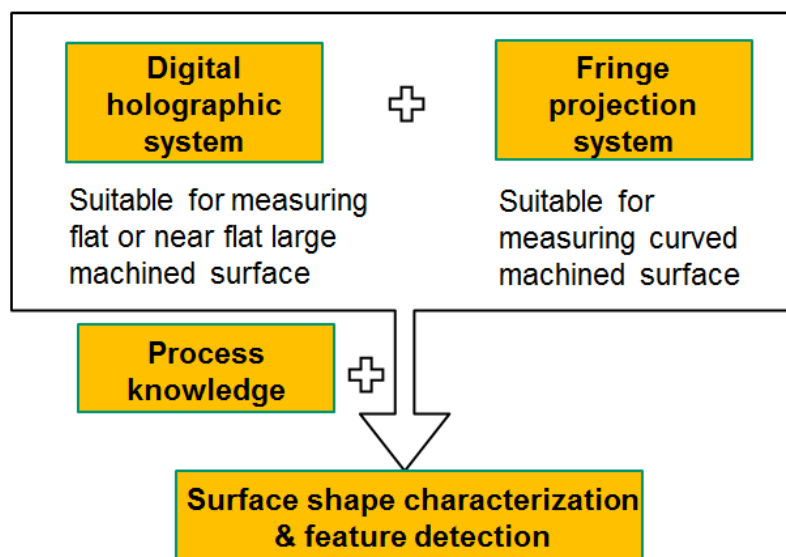 Digital
holographic
system
Fringe
projection
system
Suitable for measuring
flat or near flat large
machined surface
Suitable for
measuring curved
machined surface
Process
knowledge
Surface shape characterization
& feature detection